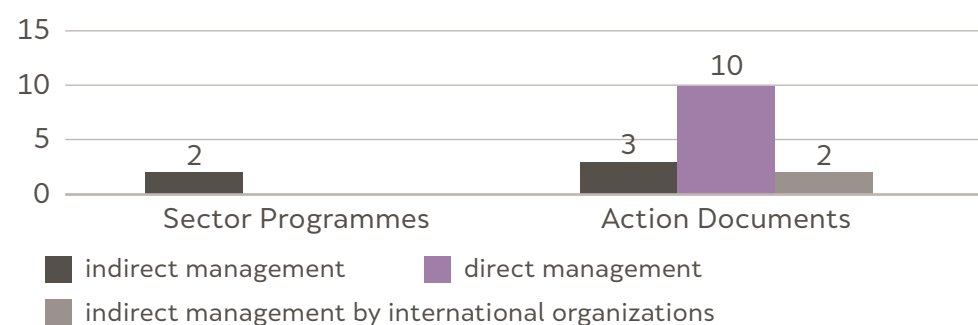 15
10
10
5
3
2
2
0
Sector Programmes Action Documents
indirect management direct management
indirect management by international organizations